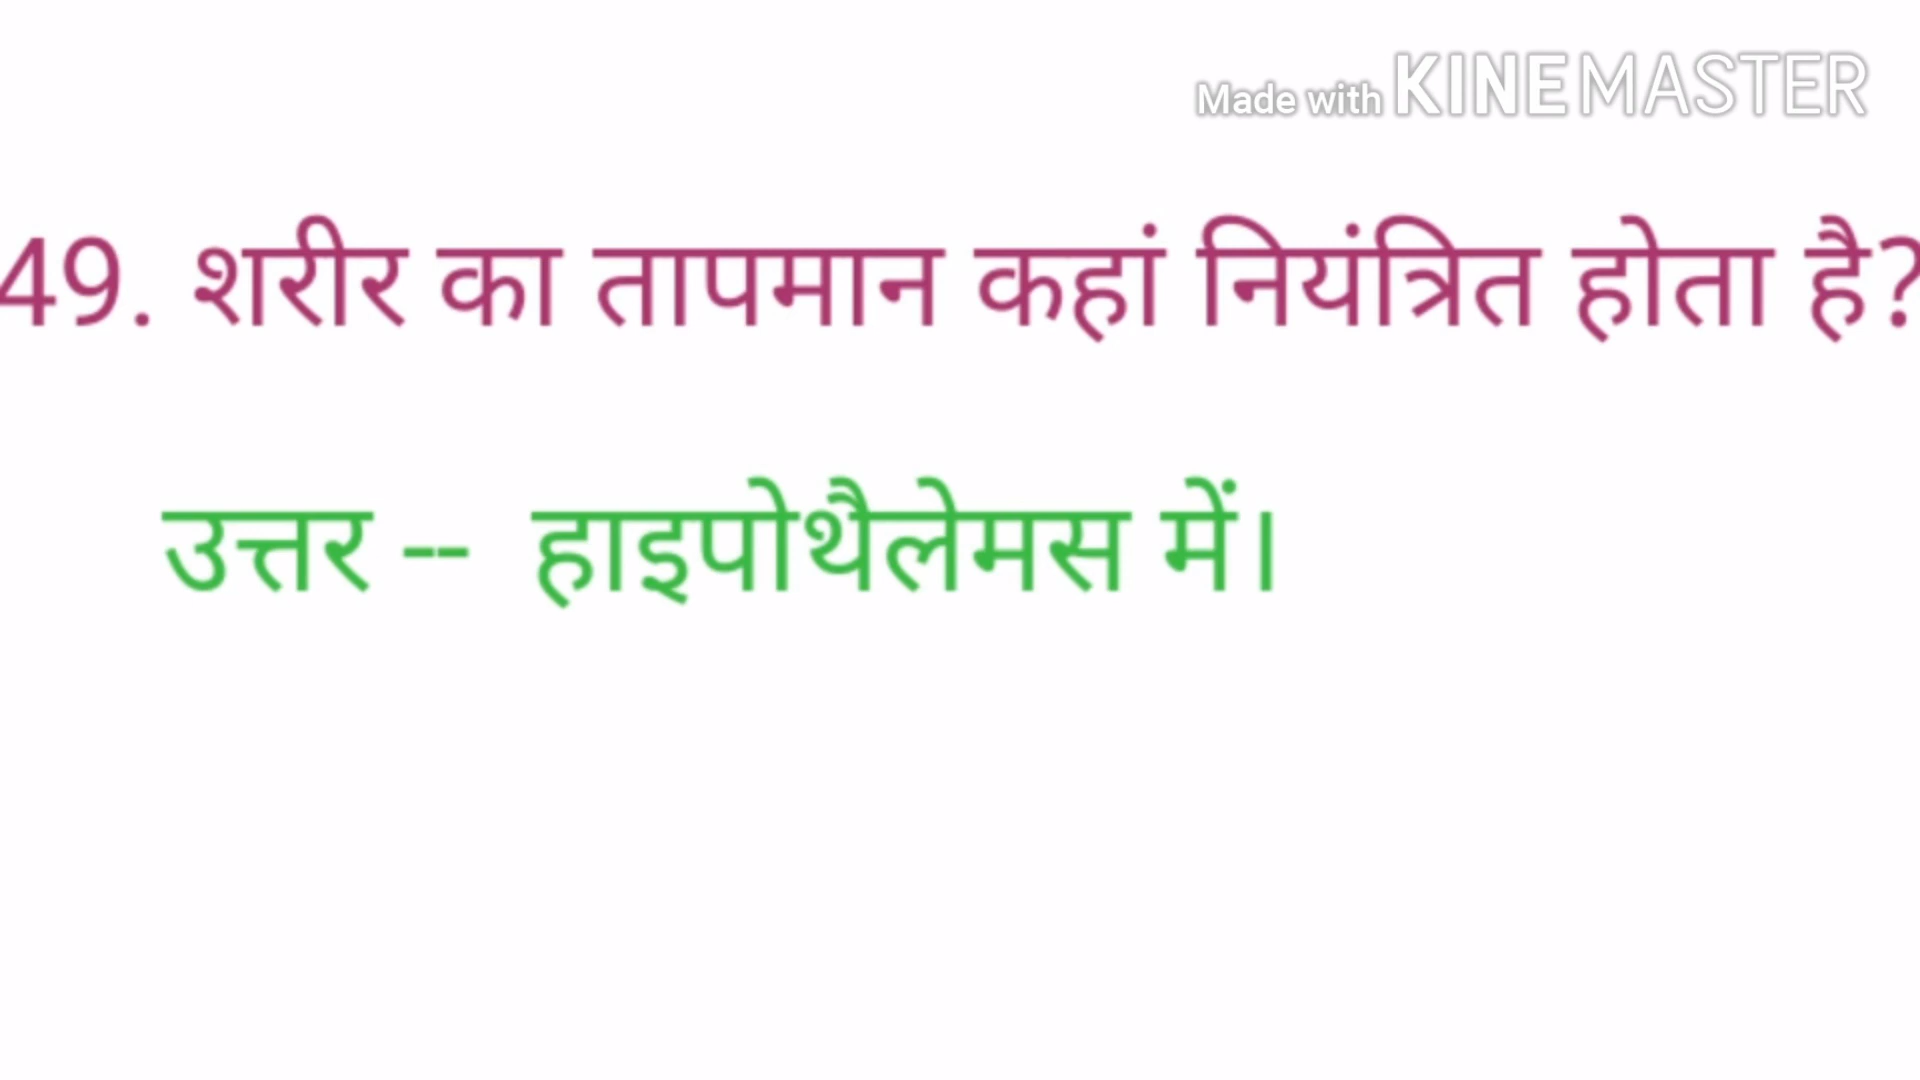 Made with KINEMASTER
49. शरीर का तापमान कहां नियंत्रित होता है?
उत्तर -- हाइपोथैलेमस में।